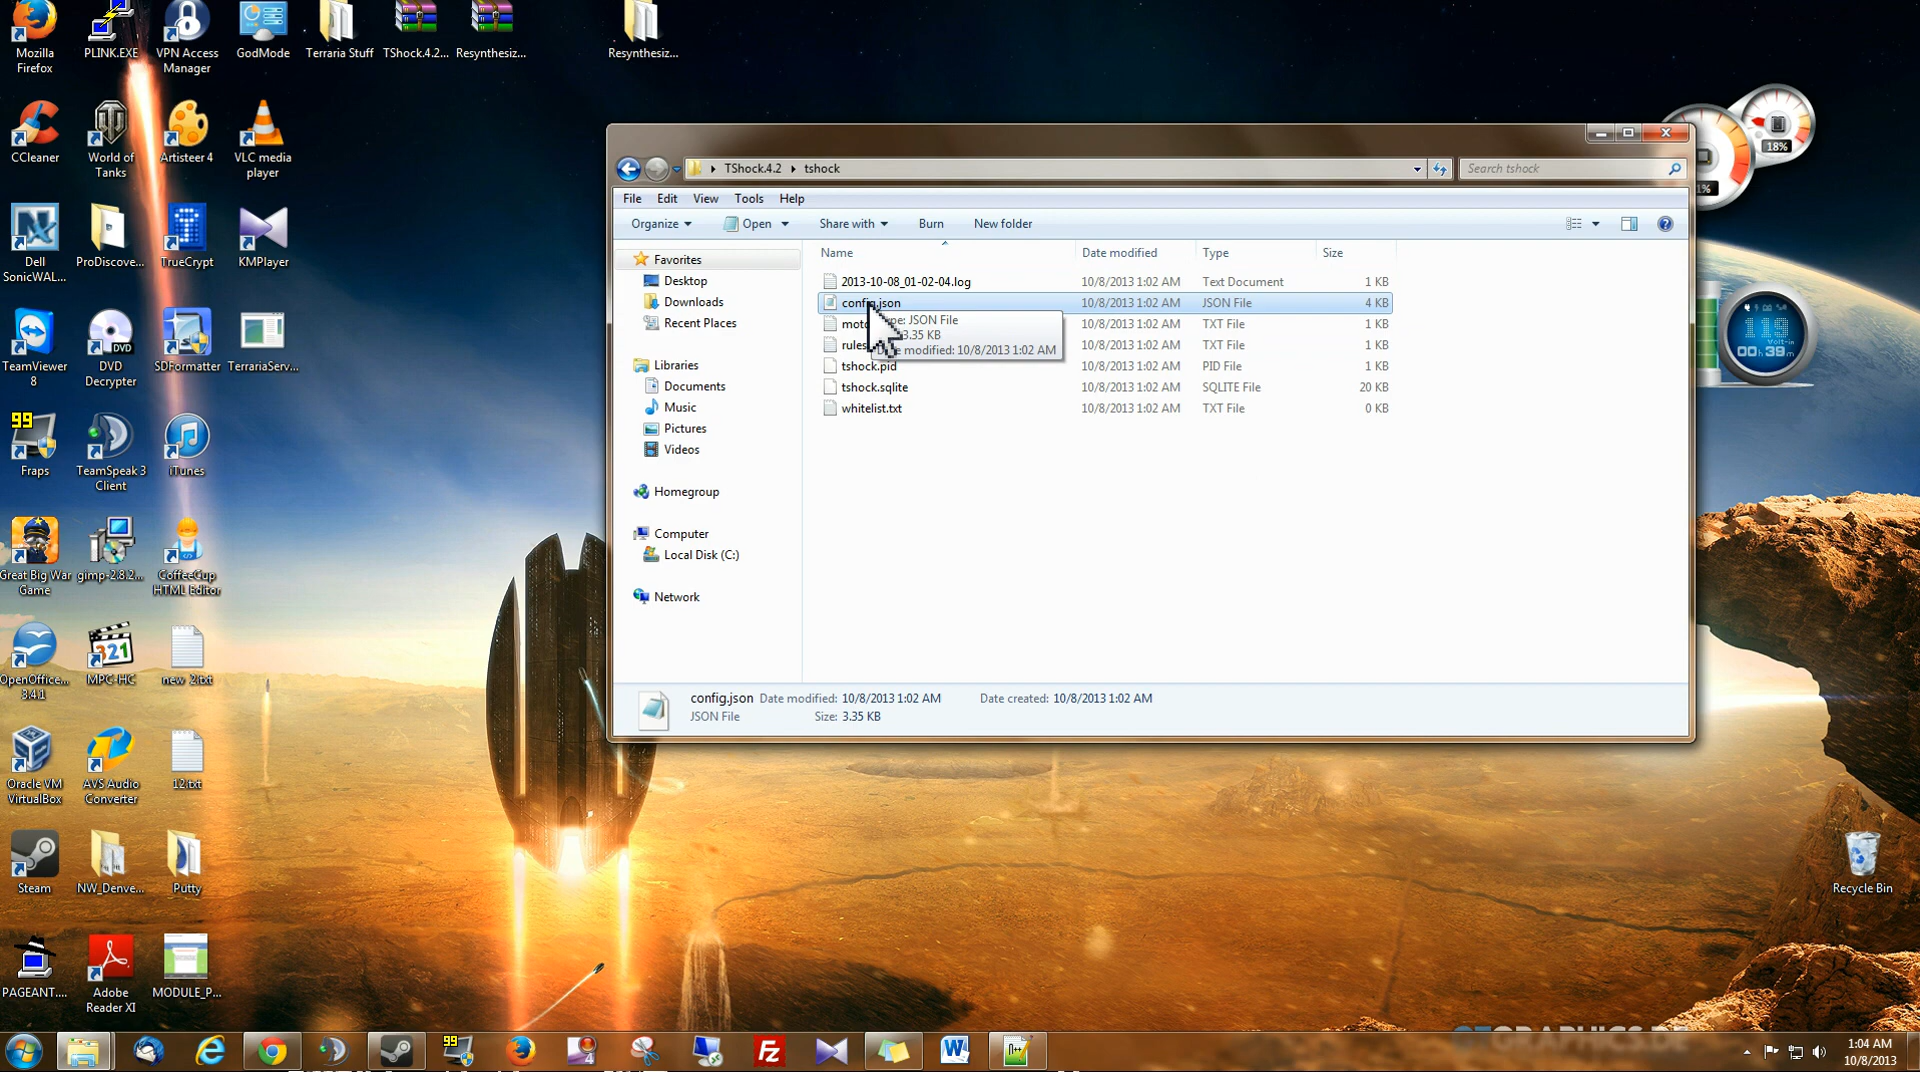 Mozilla Firefox
PLINK.EXE
VPN Access Manager
GodMode
Terraria Stuff
TShock.4.2...
Resynthesiz...
Resynthesiz...
CCleaner
World of Tanks
Artisteer 4
VLC media player
Dell SonicWAL...
ProDiscove...
TrueCrypt
KMPlayer
TeamViewer 8
DVD Decrypter
SDFormatter
TerrariaServ...
99
Fraps
TeamSpeak 3 Client
iTunes
Great Big War Game
gimp-2.8.2...
CoffeeCup HTML Editor
OpenOffice... 3.4.1
321
MPC-HC
new 2.txt
Oracle VM VirtualBox
AVS Audio Converter
12.txt
Steam
NW_Denve...
Putty
PAGEANT....
Adobe Reader XI
MODULE_P...
TShock.4.2
tshock
Search tshock
File Edit View Tools Help
Organize Open Share with Burn New folder
Name Date modified Type Size
Favorites
Desktop
Downloads
Recent Places
Libraries
Documents
Music
Pictures
Videos
Homegroup
Computer
Local Disk (C:)
Network
2013-10-08_01-02-04.log 10/8/2013 1:02 AM Text Document 1 KB
config.json 10/8/2013 1:02 AM JSON File 4 KB
10/8/2013 1:02 AM TXT File 1 KB
rules 10/8/2013 1:02 AM TXT File 1 KB
tshock.pid 10/8/2013 1:02 AM PID File 1 KB
tshock.sqlite 10/8/2013 1:02 AM SQLITE File 20 KB
whitelist.txt 10/8/2013 1:02 AM TXT File 0 KB
JSON File
3.35 KB
modified: 10/8/2013 1:02 AM
config.json Date modified: 10/8/2013 1:02 AM Date created: 10/8/2013 1:02 AM
JSON File Size: 3.35 KB
18%
1%
119
Volt-in
00h 39m
Recycle Bin
99
1:04 AM
10/8/2013